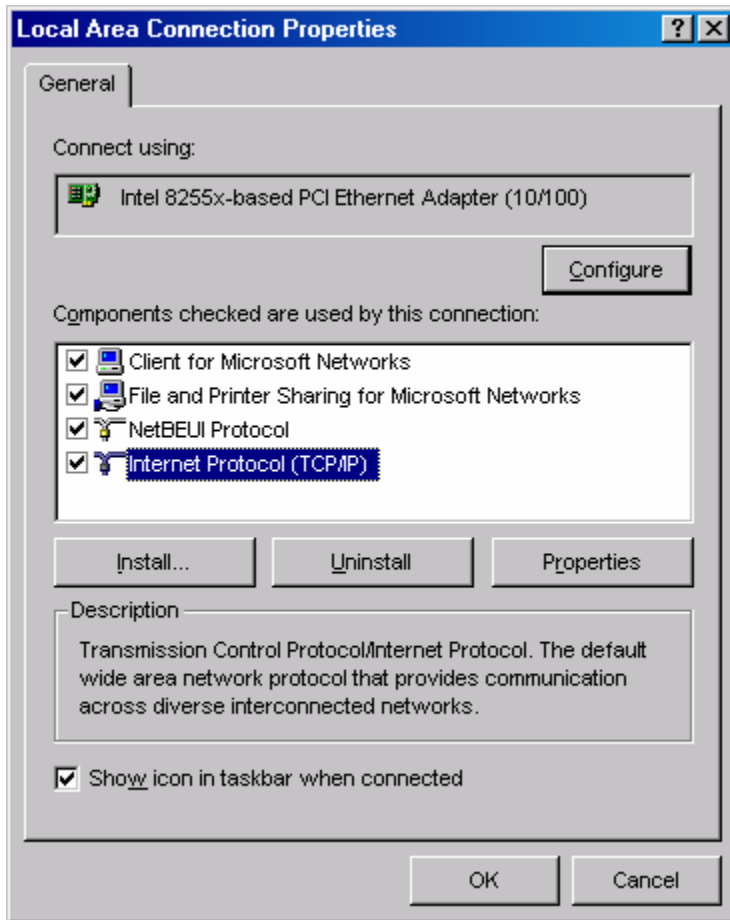 Local Area Connection Properties
General
Connect using:
Intel 8255x-based PCI Ethernet Adapter (10/100)
Configure
Components checked are used by this connection:
Client for Microsoft Networks
File and Printer Sharing for Microsoft Networks
NetBEUI Protocol
Internet Protocol (TCP/IP)
Install...
Uninstall
Properties
Description
Transmission Control Protocol/Internet Protocol. The default
wide area network protocol that provides communication
across diverse interconnected networks.
Show icon in taskbar when connected
OK
Cancel